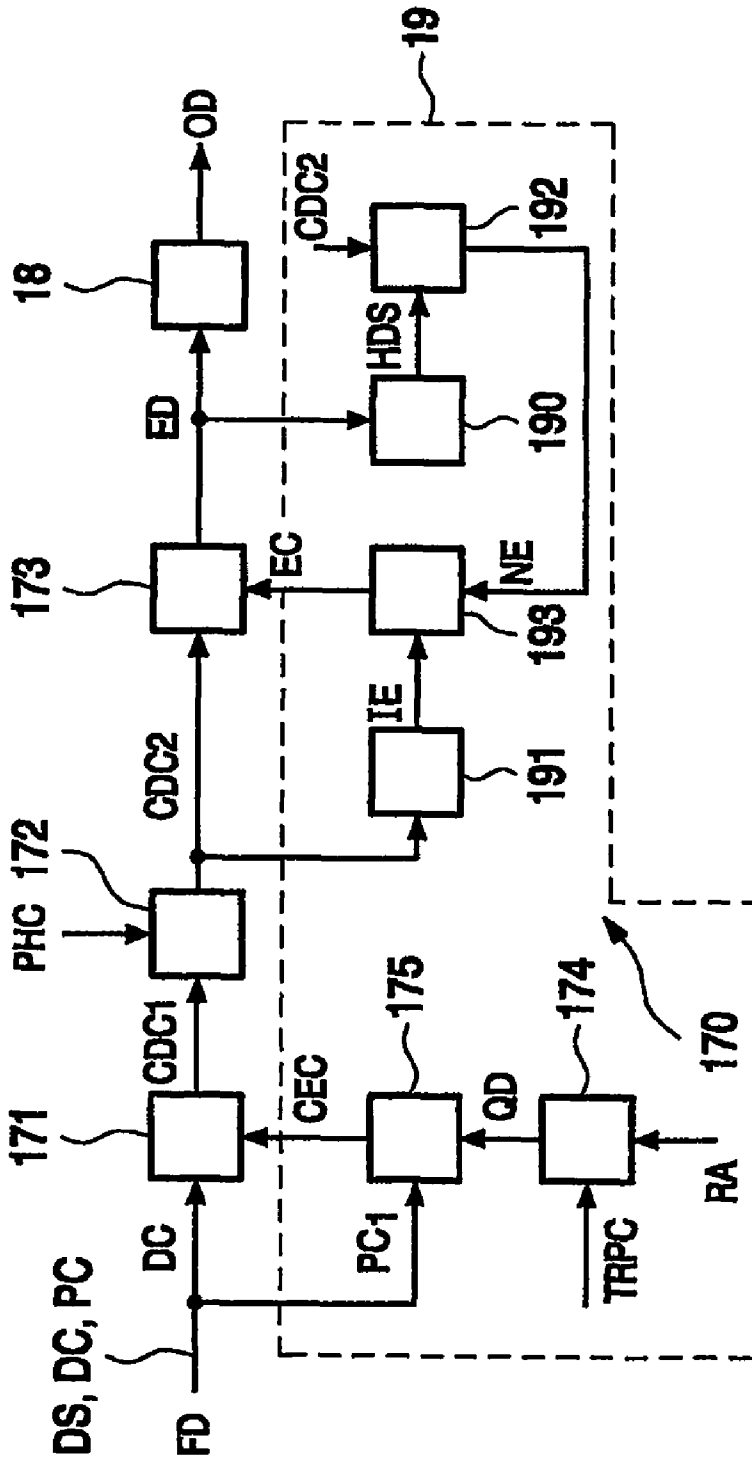 DS, DC, PC
FD
DC
171
CDC1
PHC
172
CDC2
173
ED
18
OD
19
PC1
CEC
175
QD
174
TRPC
RA
170
191
IE
193
EC
NE
190
HDS
CDC2
192